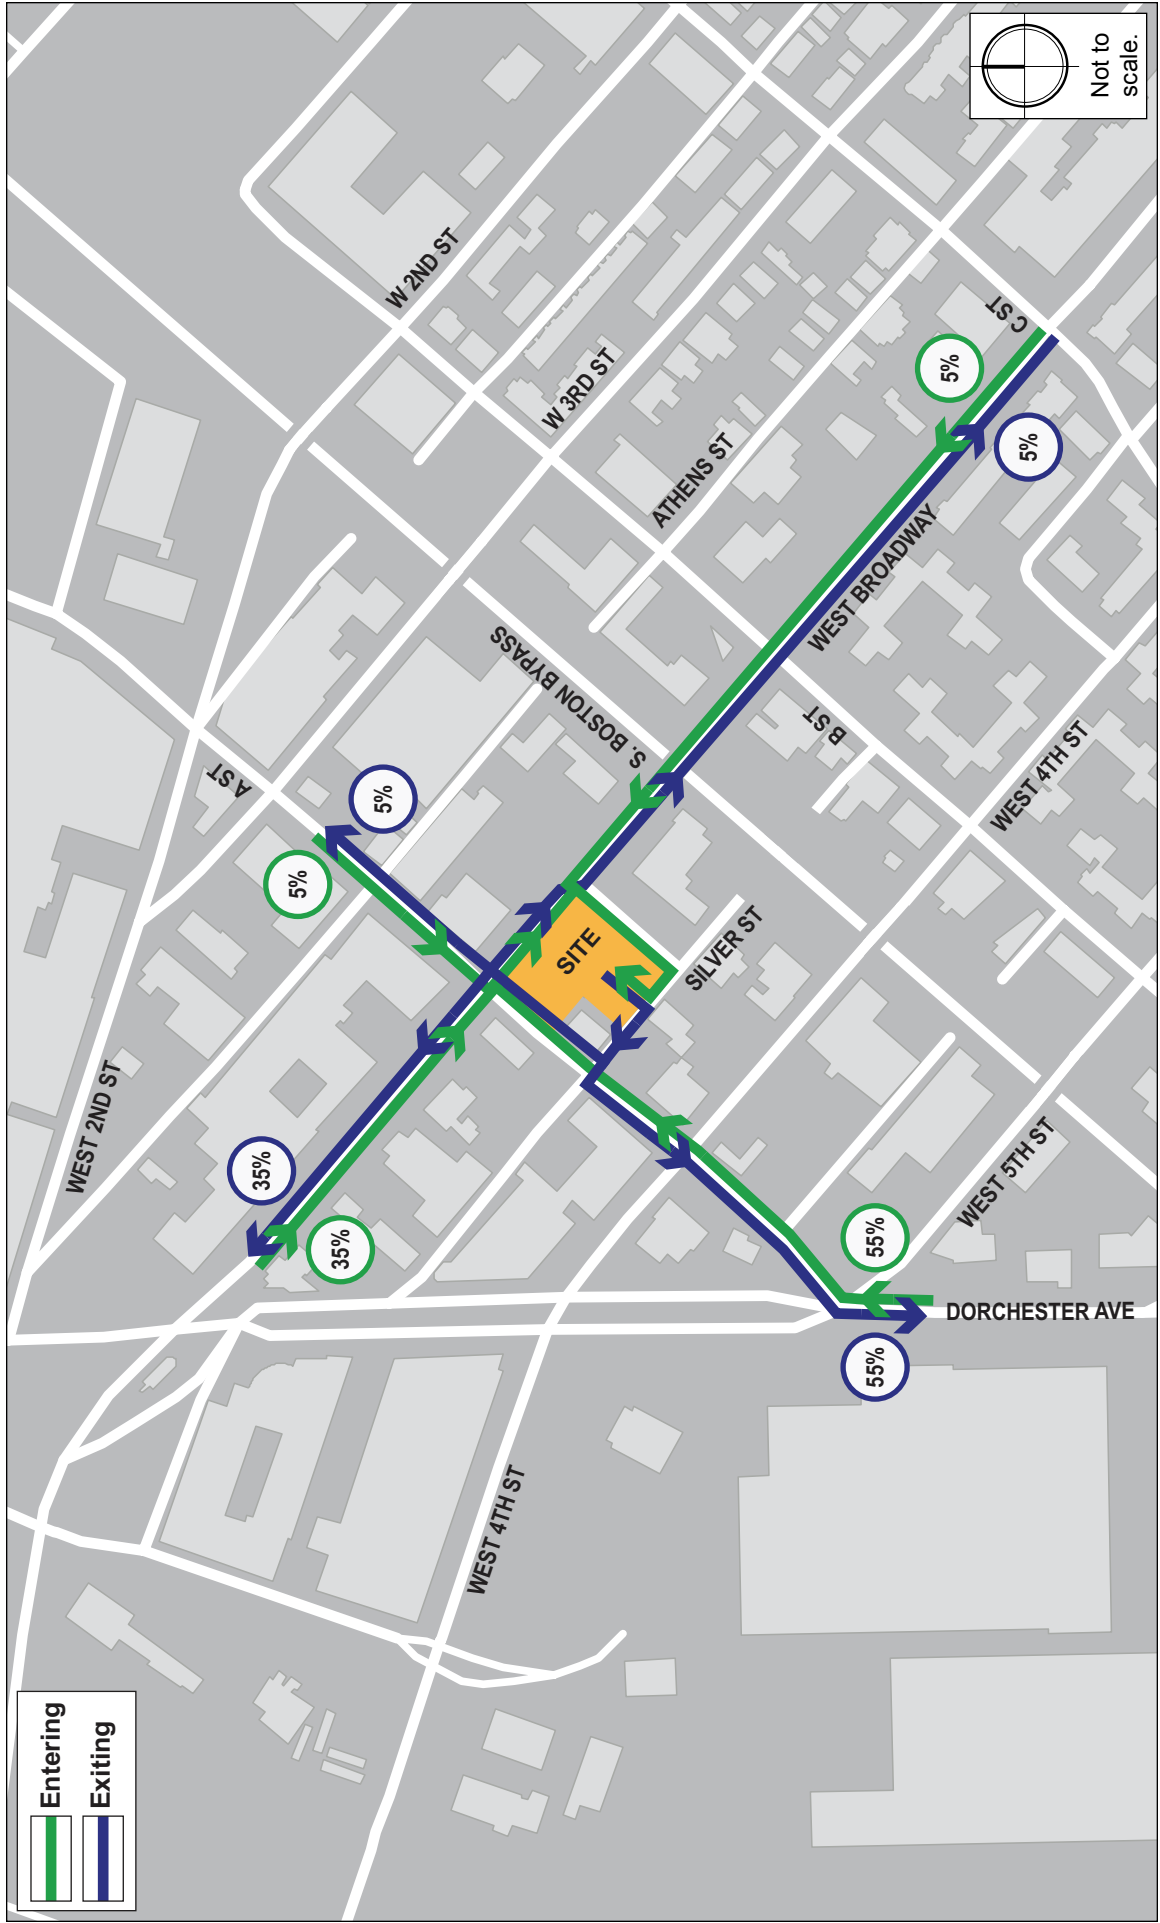 Entering
Exiting
Not to
scale.
W 2ND ST
W 3RD ST
ATHENS ST
C ST
5%
5%
WEST BROADWAY
S. BOSTON BYPASS
B ST
WEST 4TH ST
A ST
5%
5%
SITE
SILVER ST
WEST 2ND ST
35%
35%
WEST 5TH ST
55%
55%
DORCHESTER AVE
WEST 4TH ST